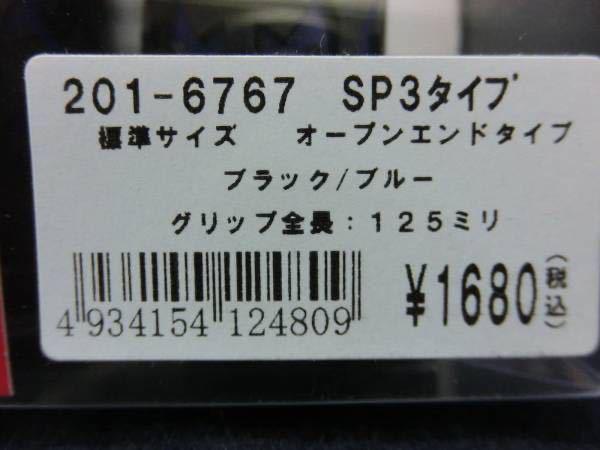 201-6767 SP3タイプ
標準サイズ オープンエンドタイプ
ブラック/ブルー
グリップ全長：125ミリ
¥1680(税込)
4 934154 124809